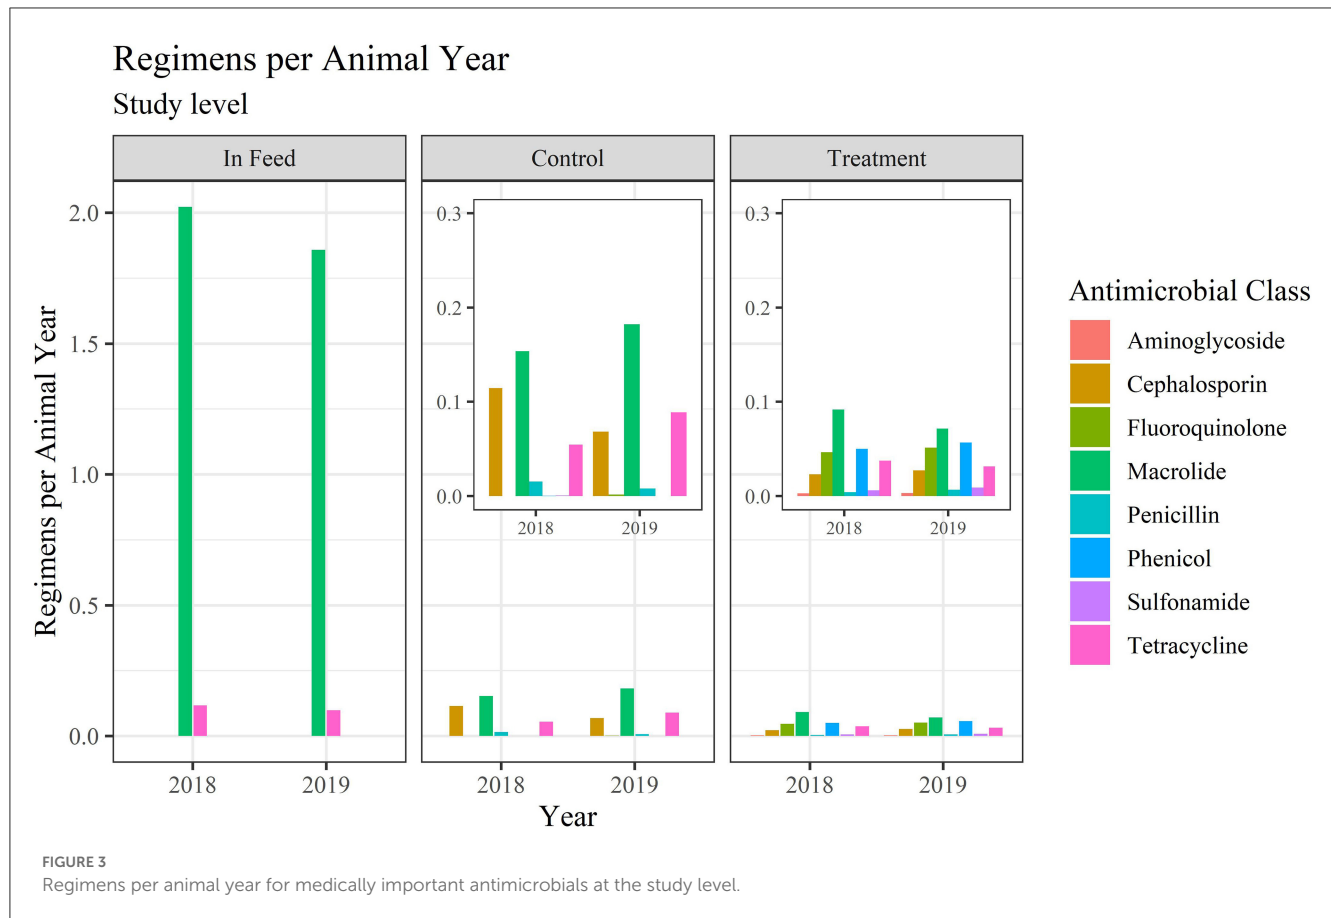 Regimens per Animal Year
Study level
In Feed
Control
Treatment
Regimens per Animal Year
2.0
1.5
1.0
0.5
0.0
0.3
0.2
0.1
0.0
2018
2019
0.3
0.2
0.1
0.0
2018
2019
2018
2019
2018
2019
2018
2019
Year
Antimicrobial Class
Aminoglycoside
Cephalosporin
Fluoroquinolone
Macrolide
Penicillin
Phenicol
Sulfonamide
Tetracycline
FIGURE 3
Regimens per animal year for medically important antimicrobials at the study level.